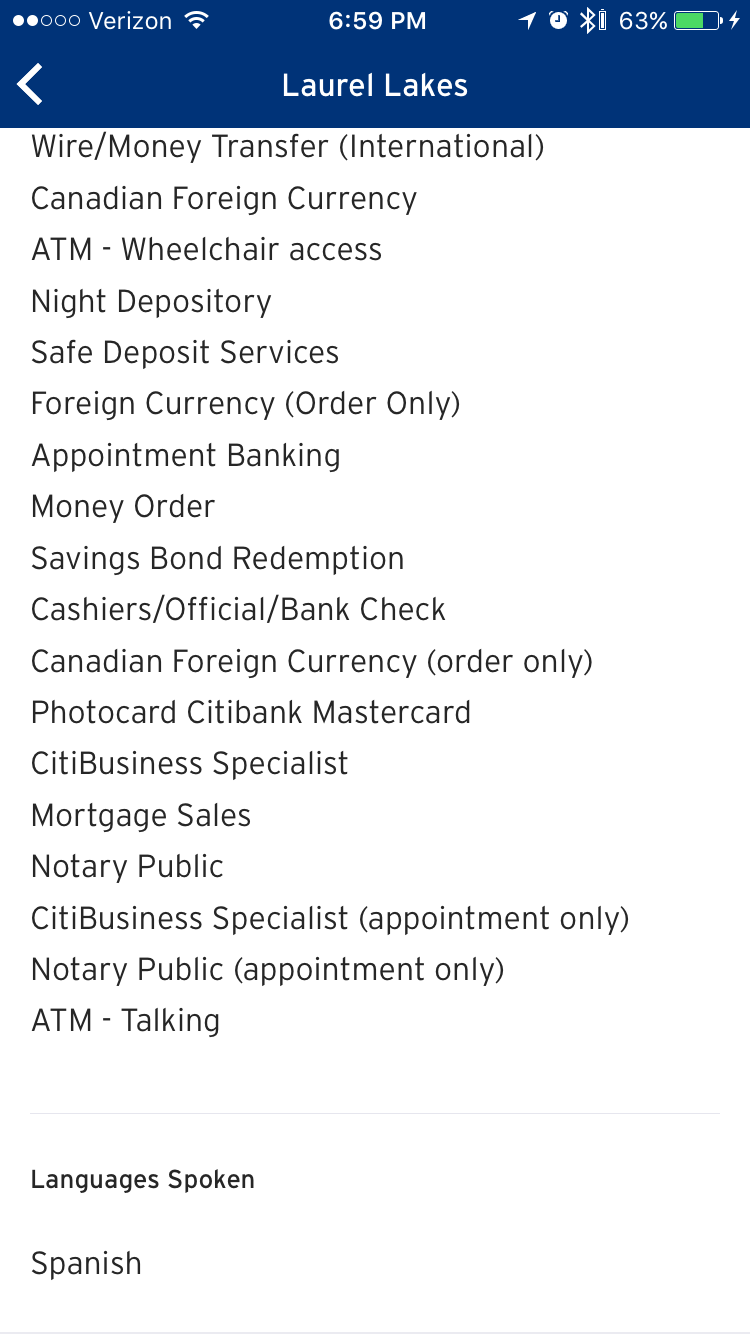 Verizon 6:59 PM 63%
Laurel Lakes
Wire/Money Transfer (International)
Canadian Foreign Currency
ATM - Wheelchair access
Night Depository
Safe Deposit Services
Foreign Currency (Order Only)
Appointment Banking
Money Order
Savings Bond Redemption
Cashiers/Official/Bank Check
Canadian Foreign Currency (order only)
Photocard Citibank Mastercard
CitiBusiness Specialist
Mortgage Sales
Notary Public
CitiBusiness Specialist (appointment only)
Notary Public (appointment only)
ATM - Talking
Languages Spoken
Spanish